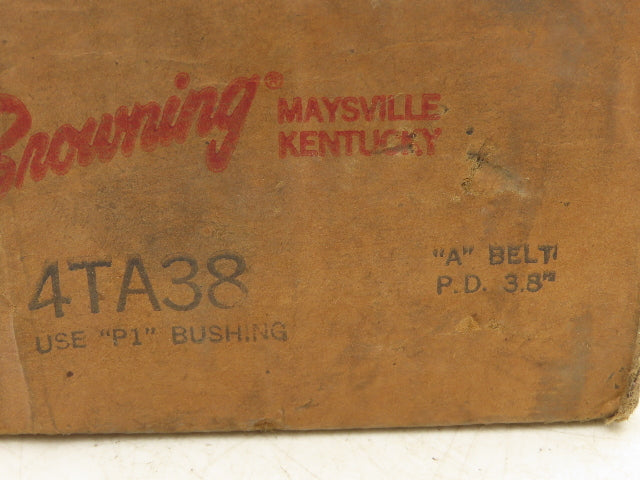 Browning®
MAYSVILLE
KENTUCKY
4TA38
USE "P1" BUSHING
"A" BELT
P.D. 3.8"